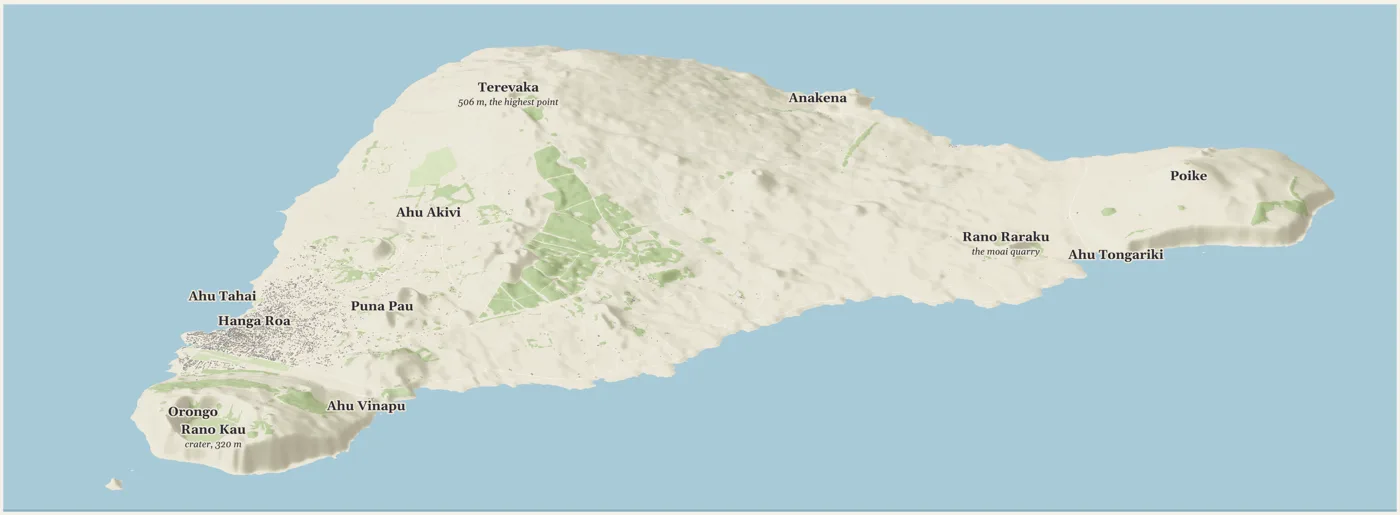 Terevaka
506 m, the highest point
Anakena
Poike
Ahu Akivi
Rano Raraku
the moai quarry
Ahu Tongariki
Ahu Tahai
Puna Pau
Hanga Roa
Ahu Vinapu
Orongo
Rano Kau
crater, 320 m